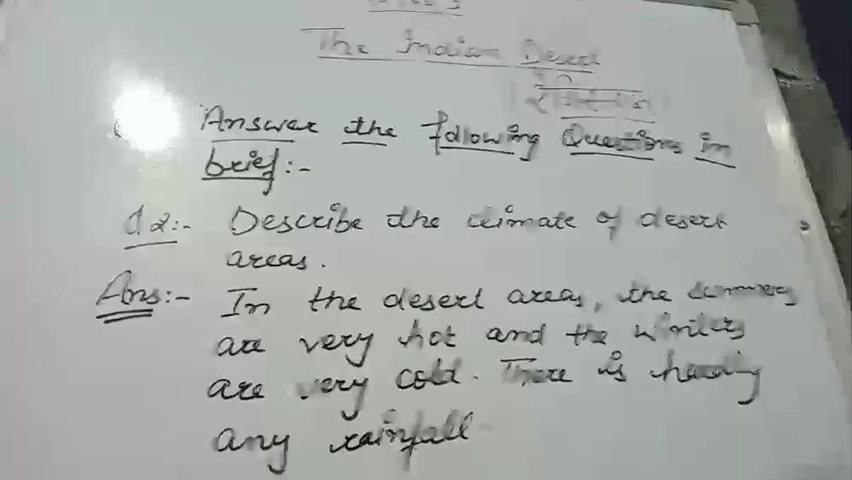 The Indian Desert
Answer the following Questions in
brief:-
Q2:- Describe the climate of desert
areas.
Ans:- In the desert areas, the summers
are very hot and the winters
are very cold. There is hardly
any rainfall